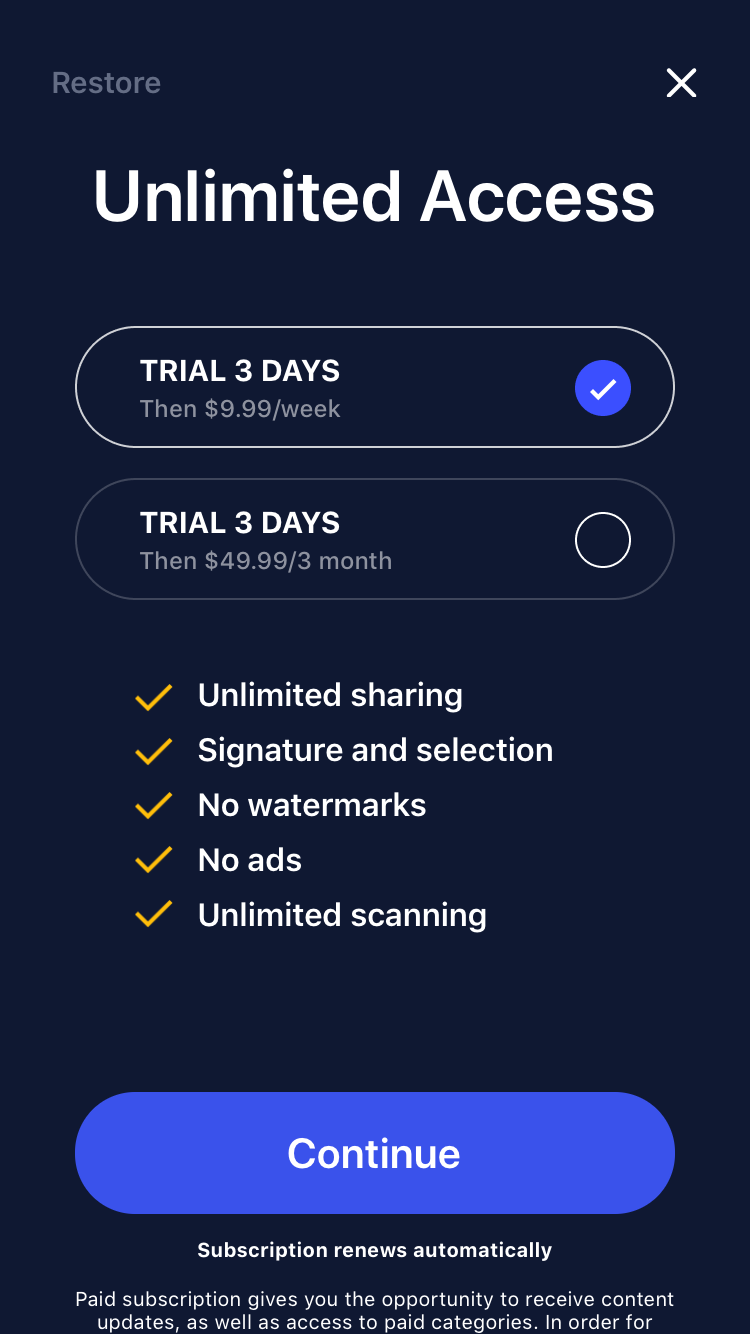 Restore
Unlimited Access
TRIAL 3 DAYS
Then $9.99/week
TRIAL 3 DAYS
Then $49.99/3 month
Unlimited sharing
Signature and selection
No watermarks
No ads
Unlimited scanning
Continue
Subscription renews automatically
Paid subscription gives you the opportunity to receive content
updates, as well as access to paid categories. In order for